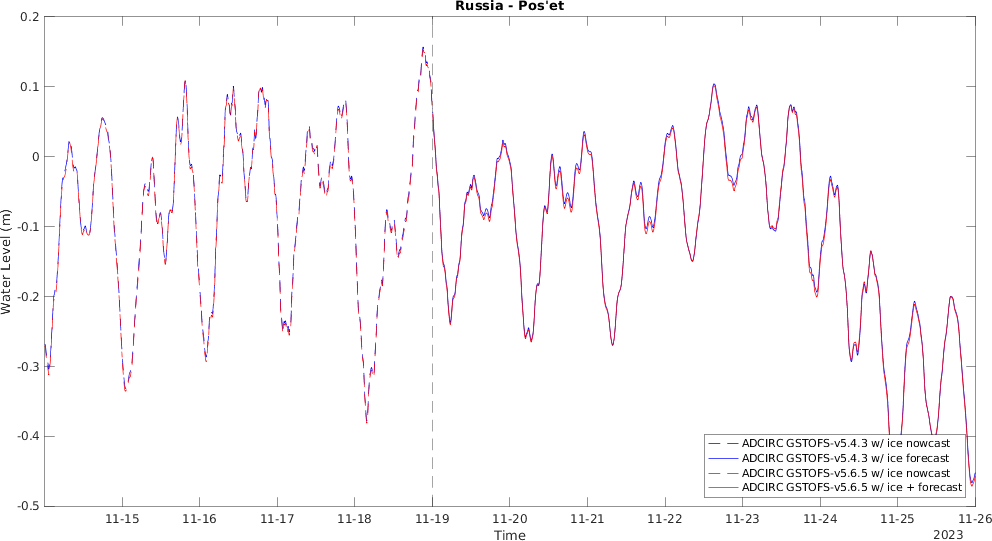 Russia - Pos'et
0.2
0.1
0
-0.1
-0.2
-0.3
-0.4
-0.5
Water Level (m)
ADCIRC GSTOFS-v5.4.3 w/ ice nowcast
ADCIRC GSTOFS-v5.4.3 w/ ice forecast
ADCIRC GSTOFS-v5.6.5 w/ ice nowcast
ADCIRC GSTOFS-v5.6.5 w/ ice + forecast
11-15 11-16 11-17 11-18 11-19 11-20 11-21 11-22 11-23 11-24 11-25 11-26
Time
2023